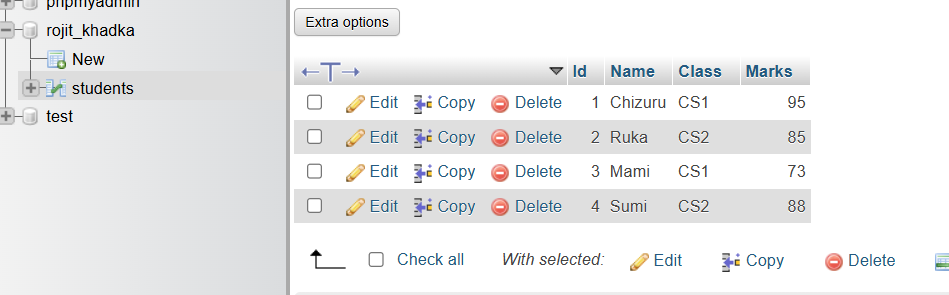 phpmyadmin
rojit_khadka
New
students
test
Extra options
Id Name Class Marks
Edit Copy Delete 1 Chizuru CS1 95
Edit Copy Delete 2 Ruka CS2 85
Edit Copy Delete 3 Mami CS1 73
Edit Copy Delete 4 Sumi CS2 88
Check all With selected: Edit Copy Delete